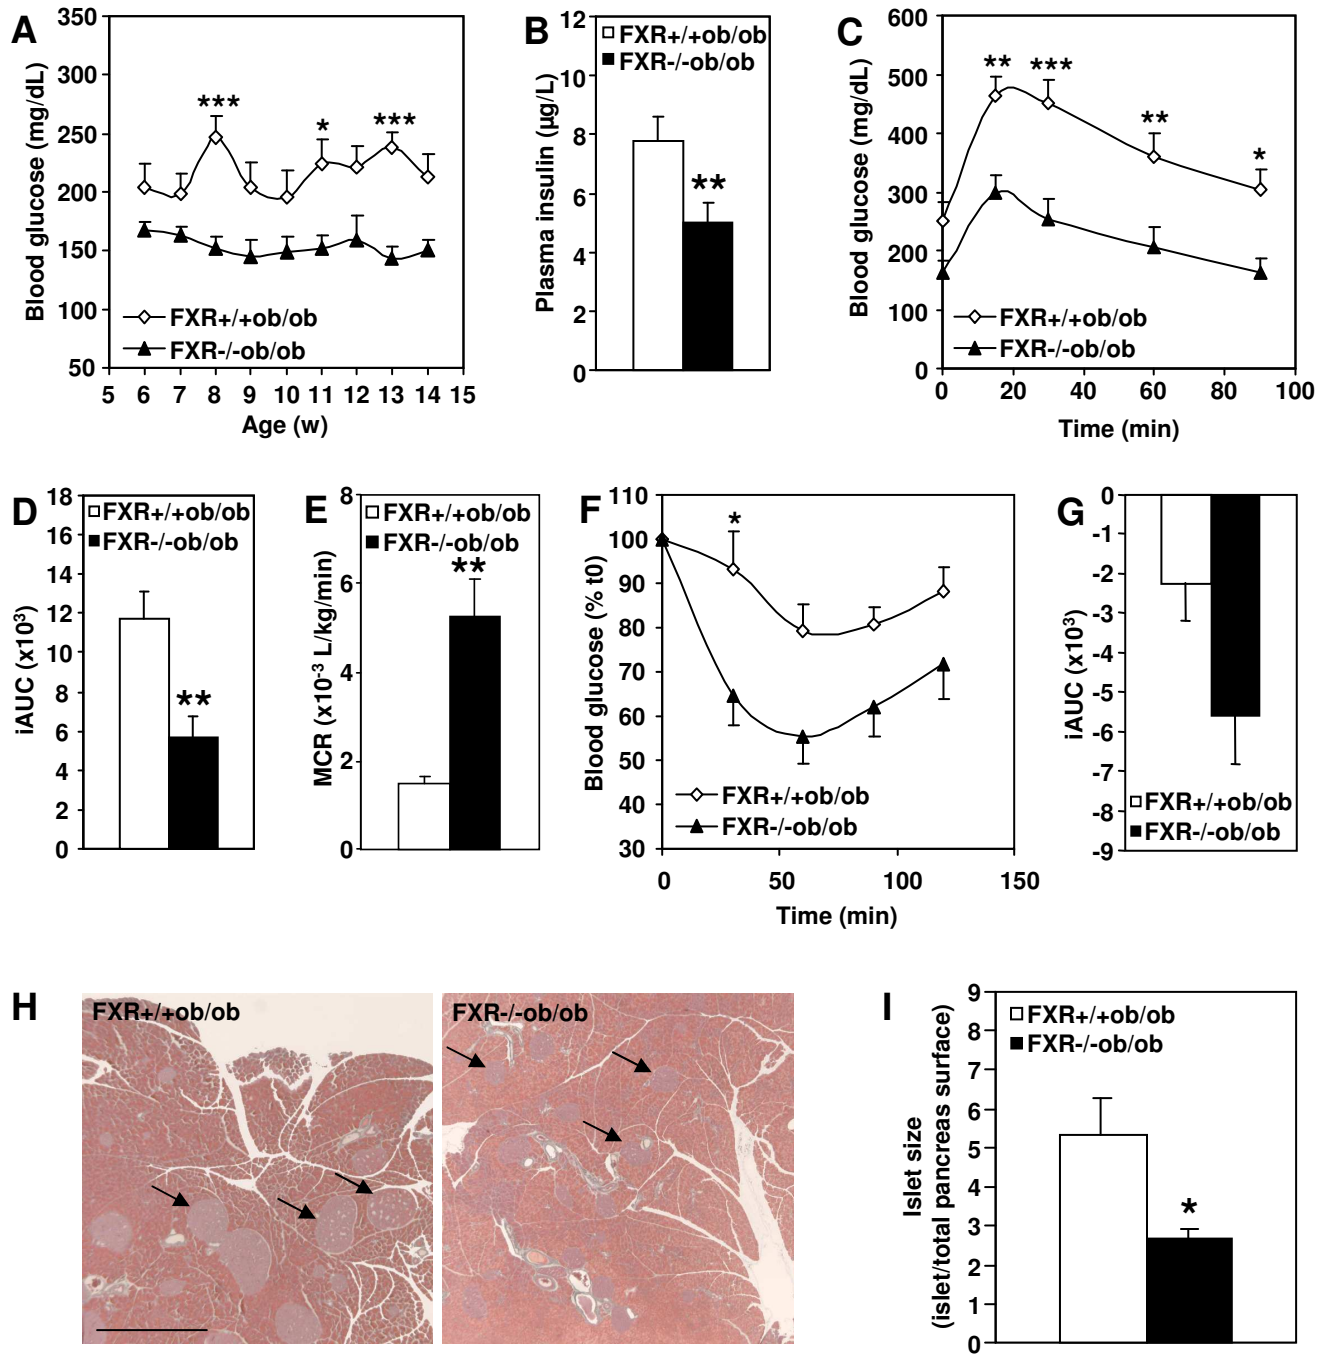 A
Blood glucose (mg/dL)
350
300
250
200
150
100
50
***
*
***
FXR+/+ob/ob
FXR-/-ob/ob
5 6 7 8 9 10 11 12 13 14 15
Age (w)
B
Plasma insulin (µg/L)
12
10
8
6
4
2
0
FXR+/+ob/ob
FXR-/-ob/ob
**
C
Blood glucose (mg/dL)
600
500
400
300
200
100
0
** *** ** *
FXR+/+ob/ob
FXR-/-ob/ob
0 20 40 60 80 100
Time (min)
D
iAUC (x10³)
18
16
14
12
10
8
6
4
2
0
FXR+/+ob/ob
FXR-/-ob/ob
**
E
MCR (x10⁻³ L/kg/min)
8
6
4
2
0
FXR+/+ob/ob
FXR-/-ob/ob
**
F
Blood glucose (% t0)
110
100
90
80
70
60
50
40
30
*
FXR+/+ob/ob
FXR-/-ob/ob
0 50 100 150
Time (min)
G
iAUC (x10³)
0
-1
-2
-3
-4
-5
-6
-7
-8
-9
FXR+/+ob/ob
FXR-/-ob/ob
H
FXR+/+ob/ob
FXR-/-ob/ob
I
Islet size
(islet/total pancreas surface)
9
8
7
6
5
4
3
2
1
0
FXR+/+ob/ob
FXR-/-ob/ob
*